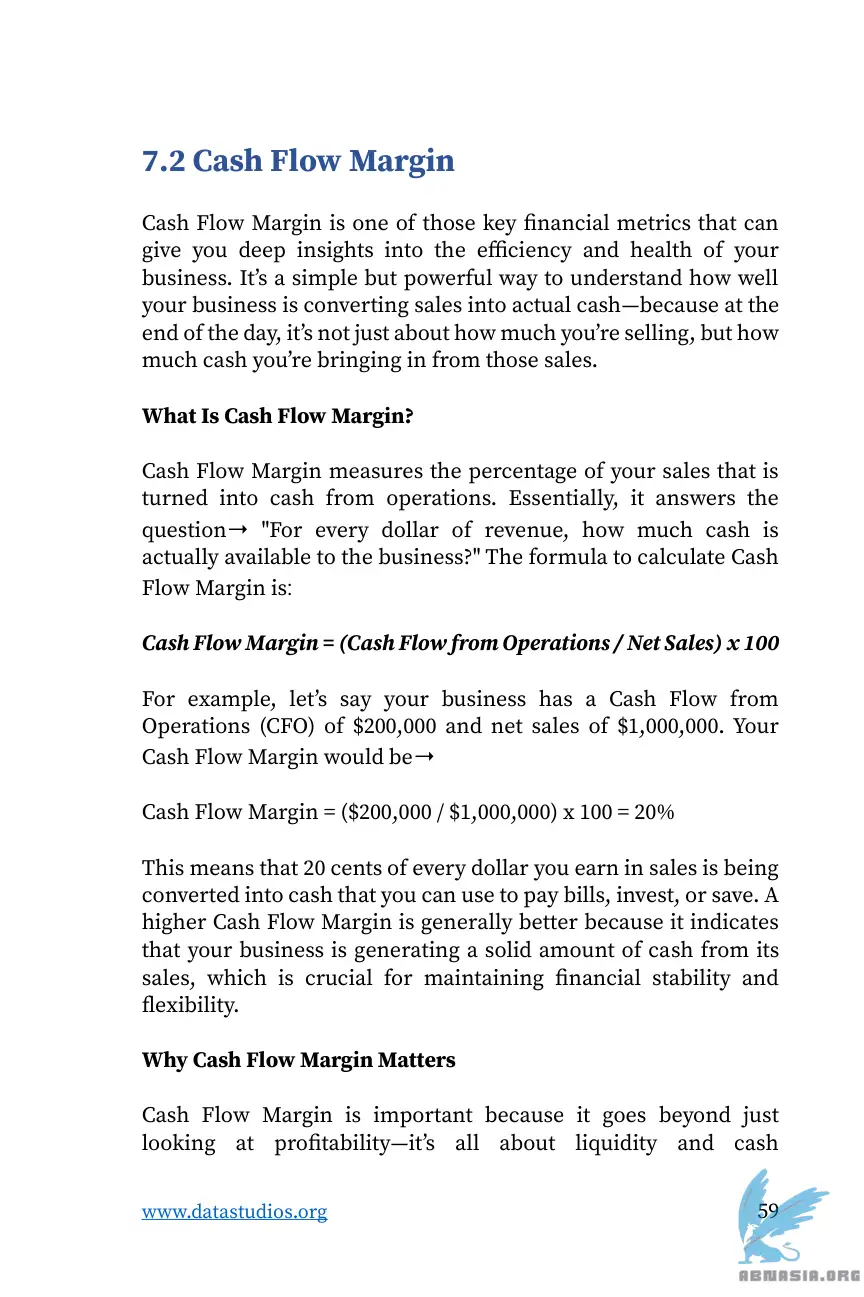 7.2 Cash Flow Margin
Cash Flow Margin is one of those key financial metrics that can
give you deep insights into the efficiency and health of your
business. It’s a simple but powerful way to understand how well
your business is converting sales into actual cash—because at the
end of the day, it’s not just about how much you’re selling, but how
much cash you’re bringing in from those sales.
What Is Cash Flow Margin?
Cash Flow Margin measures the percentage of your sales that is
turned into cash from operations. Essentially, it answers the
question→ "For every dollar of revenue, how much cash is
actually available to the business?" The formula to calculate Cash
Flow Margin is:
Cash Flow Margin = (Cash Flow from Operations / Net Sales) x 100
For example, let’s say your business has a Cash Flow from
Operations (CFO) of $200,000 and net sales of $1,000,000. Your
Cash Flow Margin would be→
Cash Flow Margin = ($200,000 / $1,000,000) x 100 = 20%
This means that 20 cents of every dollar you earn in sales is being
converted into cash that you can use to pay bills, invest, or save. A
higher Cash Flow Margin is generally better because it indicates
that your business is generating a solid amount of cash from its
sales, which is crucial for maintaining financial stability and
flexibility.
Why Cash Flow Margin Matters
Cash Flow Margin is important because it goes beyond just
looking at profitability—it’s all about liquidity and cash
www.datastudios.org 59
ABNASIA.ORG